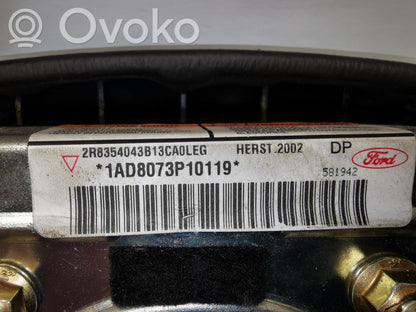 Ovoko
2R8354043B13CA0LEG HERST.2002 DP
Ford
*1AD8073P10119*
581942